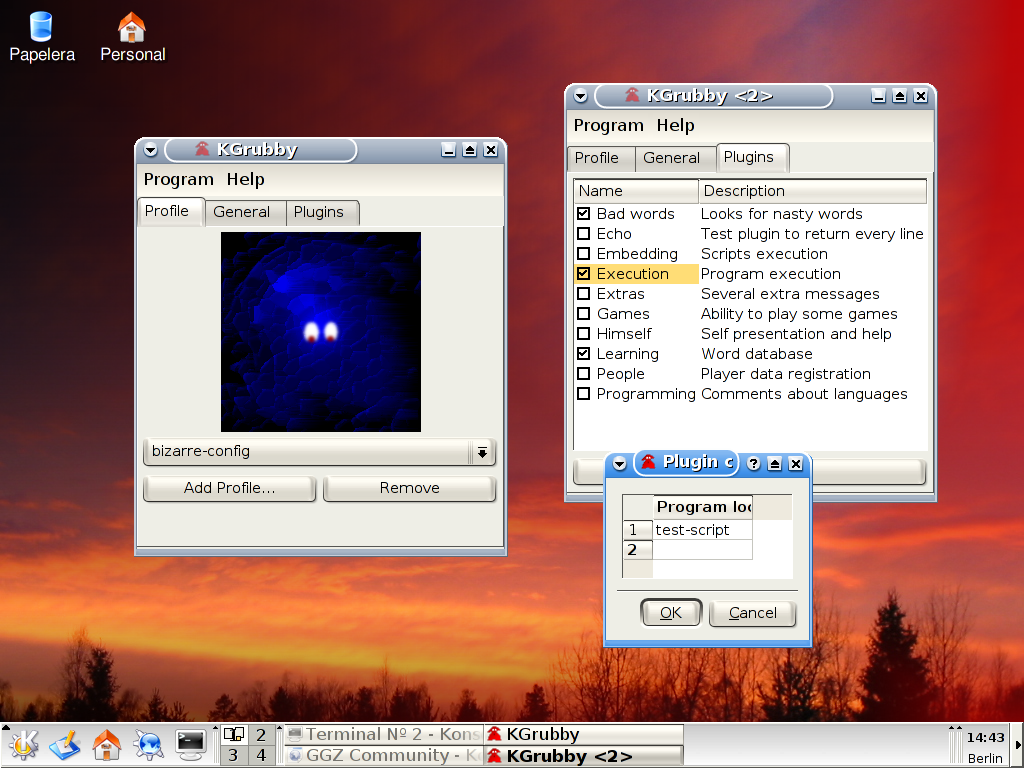 Papelera
Personal
KGrubby
Program Help
Profile General Plugins
bizarre-config
Add Profile...
Remove
KGrubby <2>
Program Help
Profile General Plugins
Name Description
Bad words Looks for nasty words
Echo Test plugin to return every line
Embedding Scripts execution
Execution Program execution
Extras Several extra messages
Games Ability to play some games
Himself Self presentation and help
Learning Word database
People Player data registration
Programming Comments about languages
Plugin c
Program loc
1 test-script
2
OK Cancel
2
3 4
Terminal Nº 2 - Kons
KGrubby
GGZ Community - Ko
KGrubby <2>
14:43
Berlin